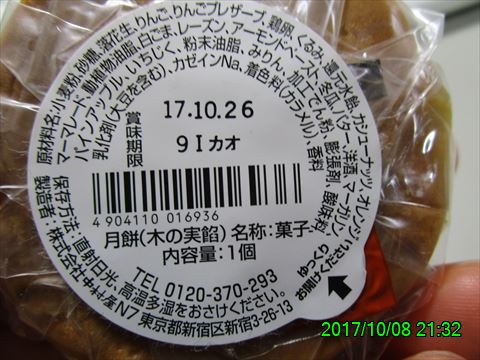 原材料名:小麦粉、砂糖、落花生、りんご、りんごプレザーブ、鶏卵、くるみ、還元水飴、カシューナッツ、オレンジ
マーマレード、動植物油脂、白ごま、レーズン、アーモンドペースト、冬瓜、バター、洋酒、マーガリン、
パインアップル、いちじく、粉末油脂、みりん、加工でん粉、膨張剤、酸味料、
乳化剤(大豆を含む)、カゼインNa、着色料(カラメル)、香料
賞味期限
17.10.26
9Iカオ
4904110 016936
月餅(木の実餡) 名称:菓子
内容量:1個
TEL 0120-370-293
保存方法:直射日光、高温多湿をおさけください。
製造者:株式会社中村屋N7 東京都新宿区新宿3-26-13
ここからゆっくり
お開けください
2017/10/08 21:32